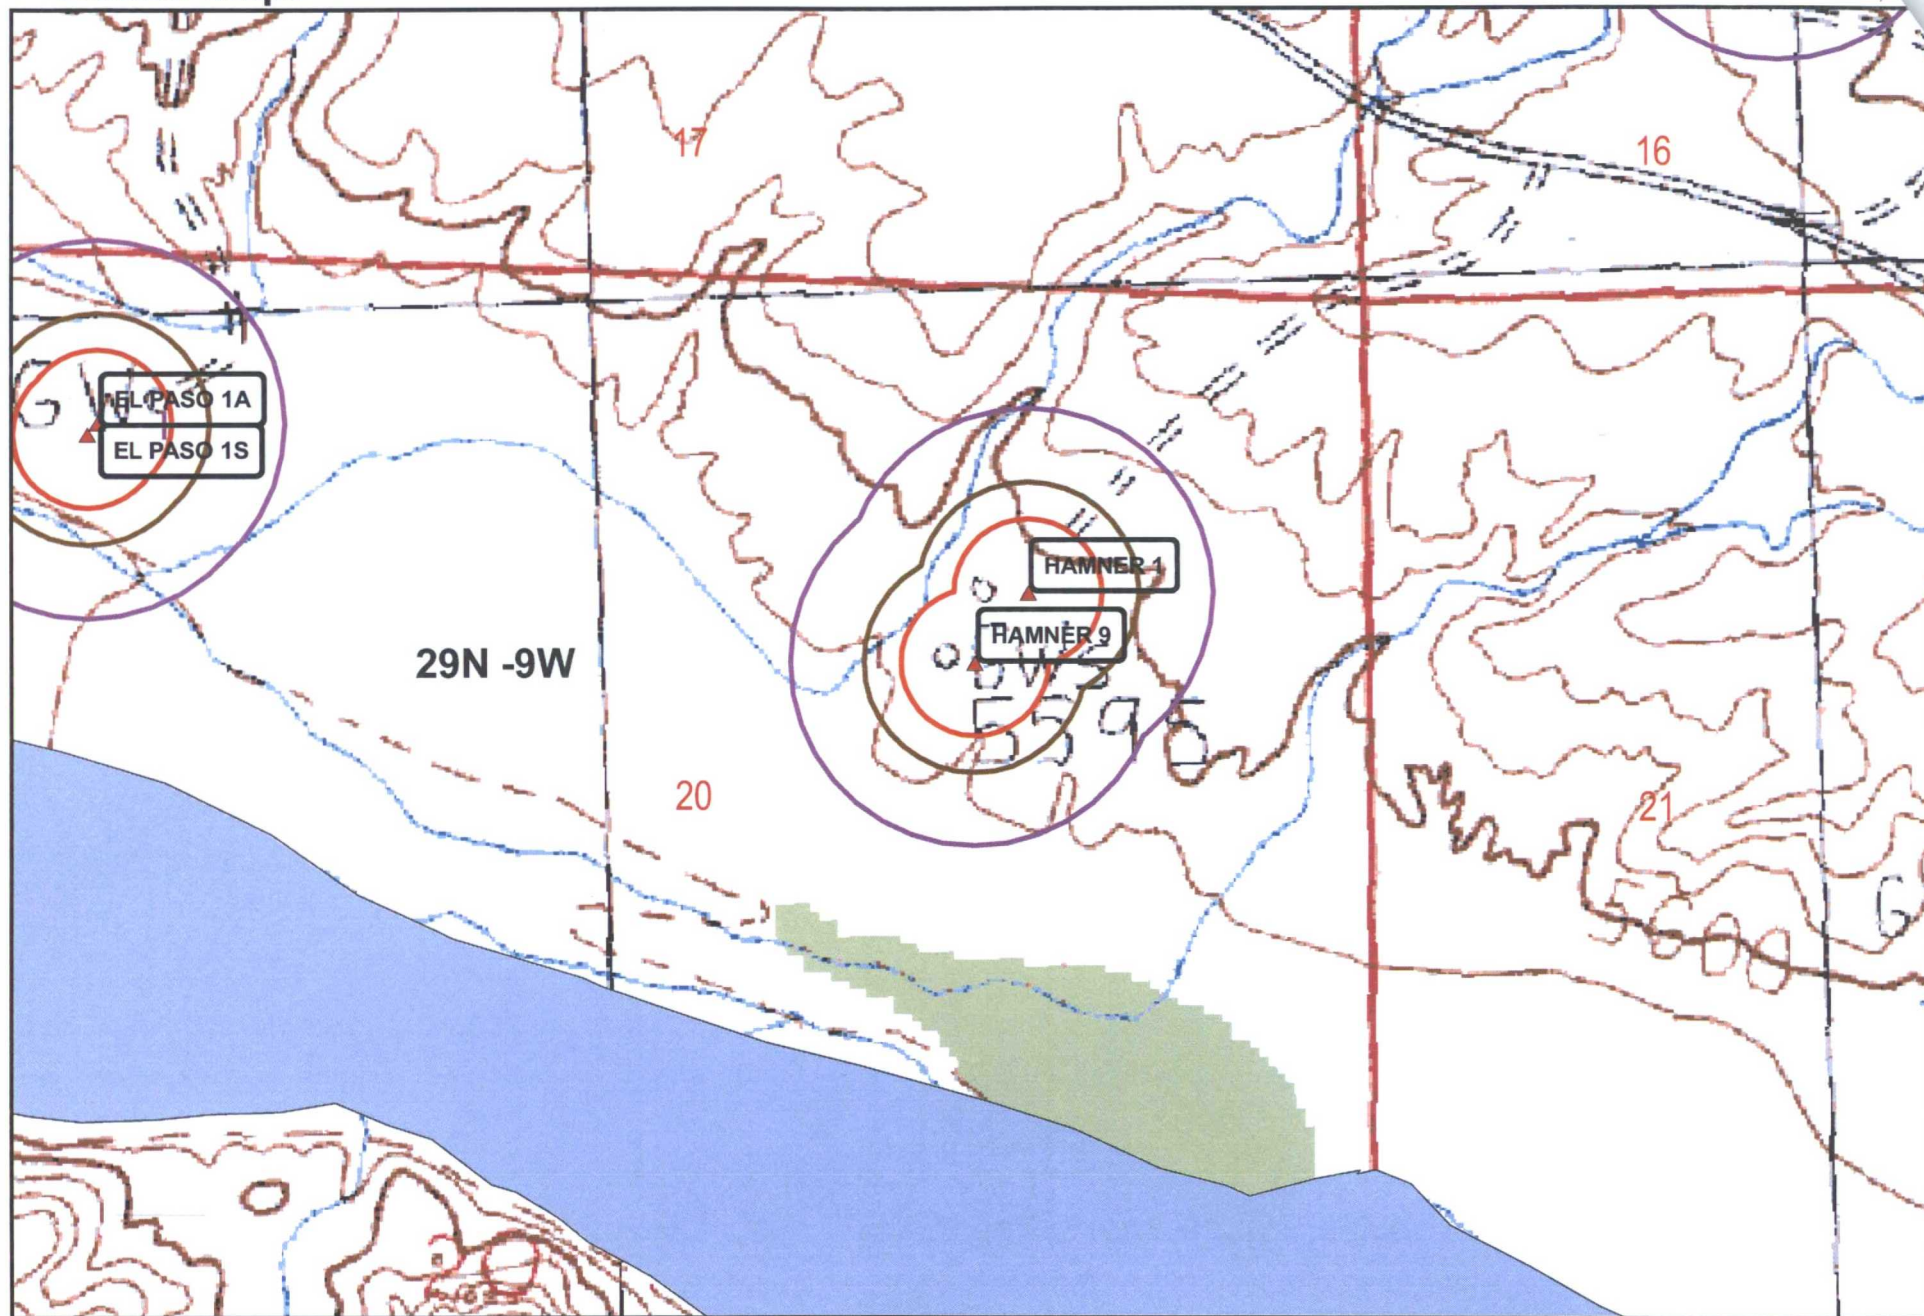 17
16
EL PASO 1A
EL PASO 1S
HAMNER 1
HAMNER 9
29N -9W
5595
20
21
G